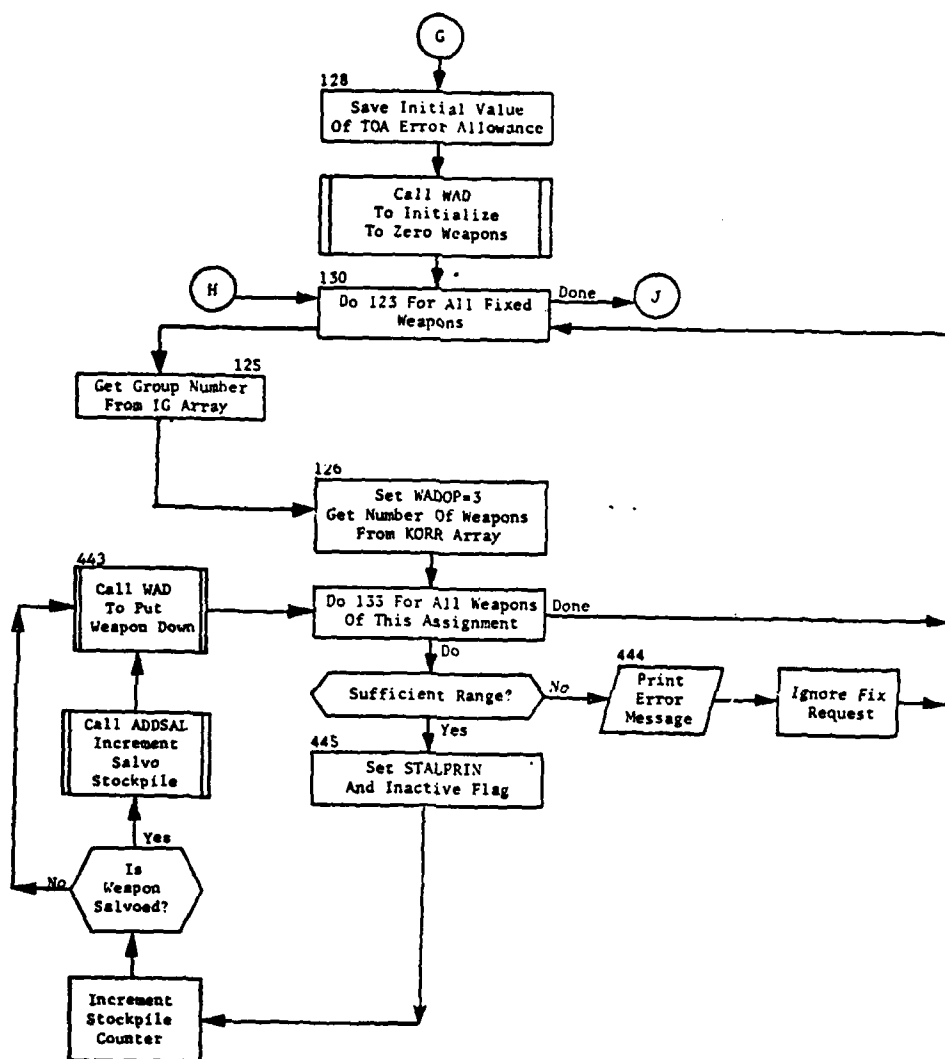 G
128
Save Initial Value
Of TOA Error Allowance
Call WAD
To Initialize
To Zero Weapons
130
H
Do 123 For All Fixed
Weapons
Done
J
125
Get Group Number
From IG Array
126
Set WADOP=3
Get Number Of Weapons
From KORR Array
443
Call WAD
To Put
Weapon Down
Do 133 For All Weapons
Of This Assignment
Done
Do
Sufficient Range?
No
444
Print
Error
Message
Ignore Fix
Request
Yes
445
Set STALPRIN
And Inactive Flag
Call ADDSAL
Increment
Salvo
Stockpile
Yes
Is
Weapon
Salvoed?
No
Increment
Stockpile
Counter